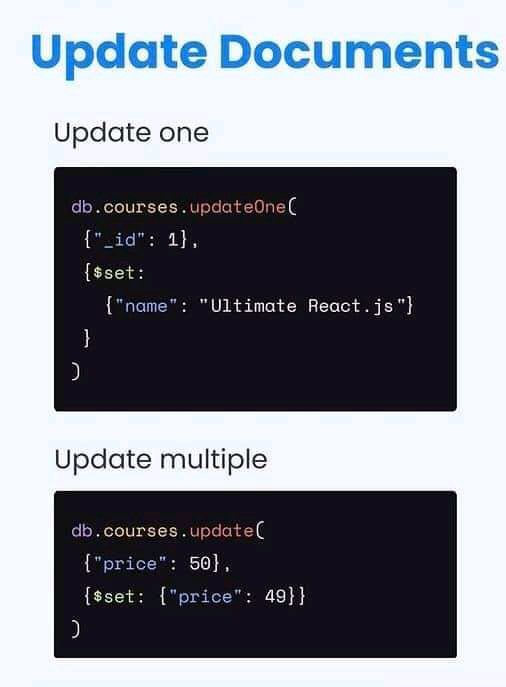 Update Documents
Update one
db.courses.updateOne(
{"_id": 1},
{$set:
{"name": "Ultimate React.js"}
}
)
Update multiple
db.courses.update(
{"price": 50},
{$set: {"price": 49}}
)